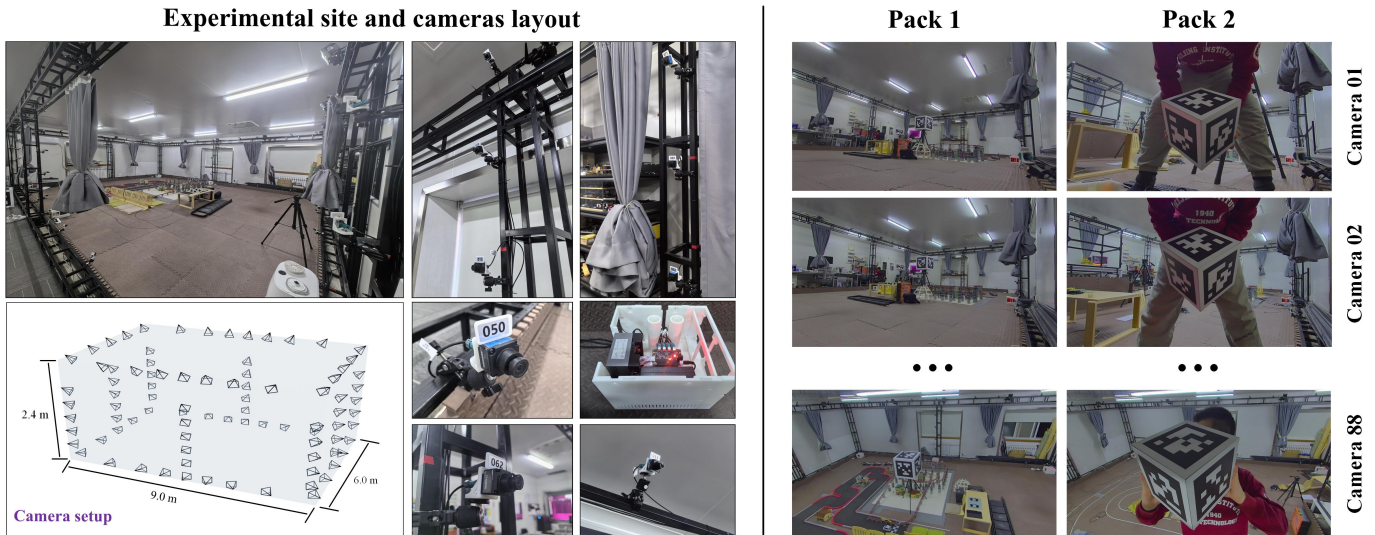 Experimental site and cameras layout
Pack 1
Pack 2
Camera 01
Camera 02
Camera 88
050
062
2.4 m
9.0 m
6.0 m
Camera setup
1940
TECHNOLOGY